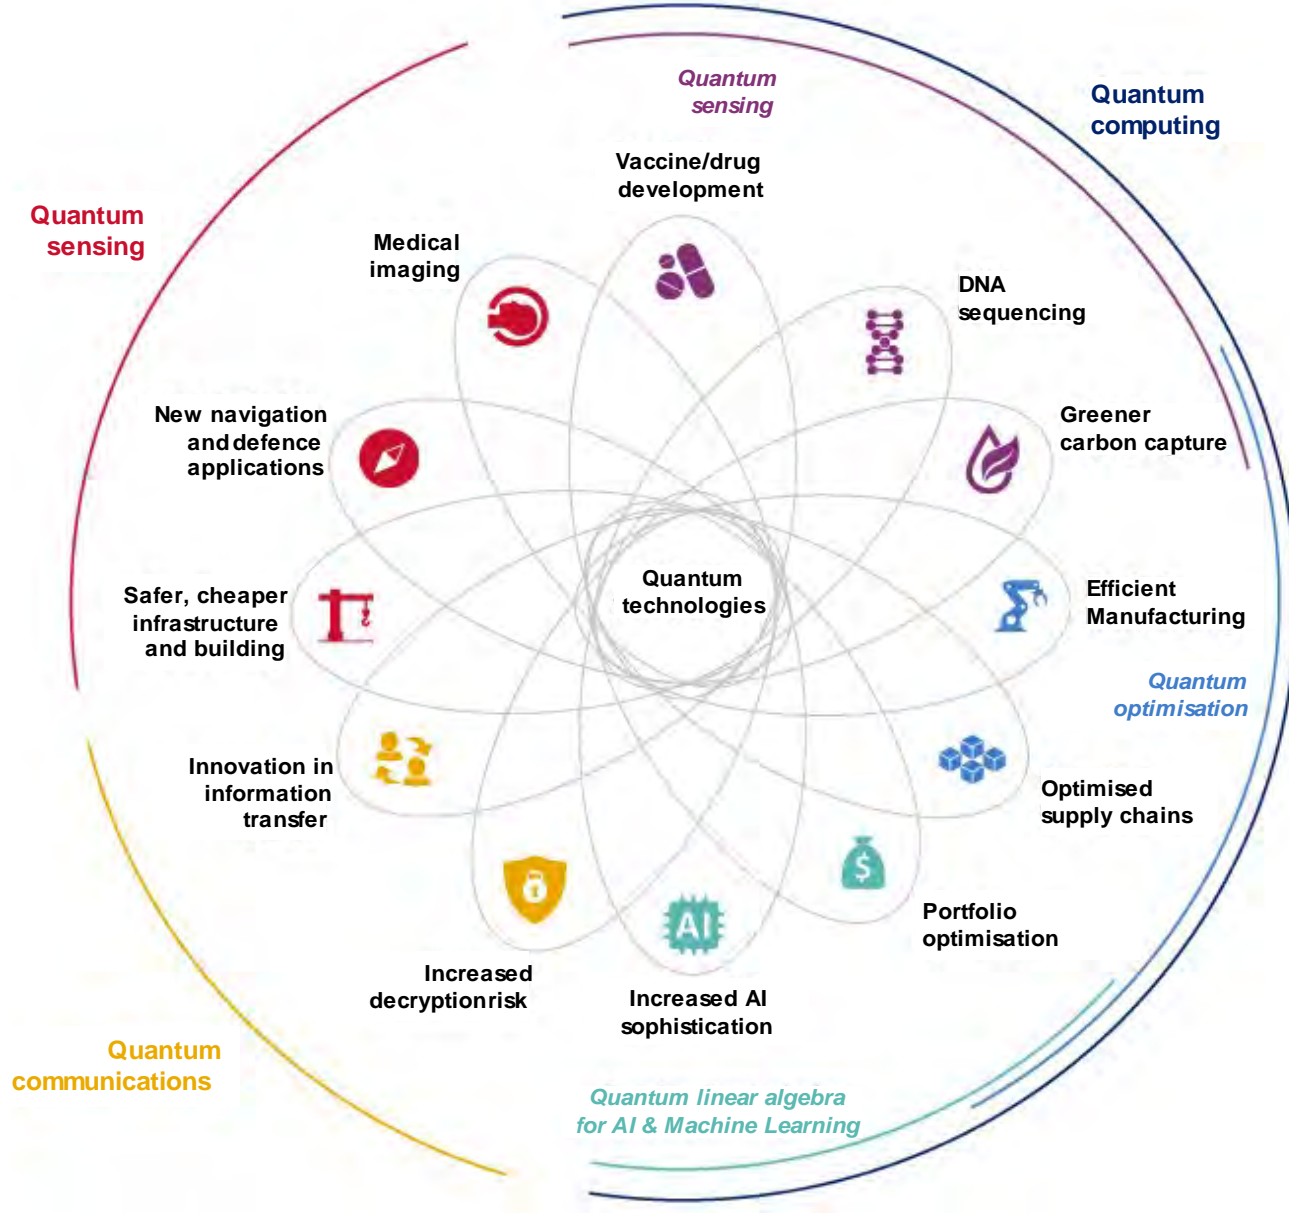 Quantum
sensing
Quantum
computing
Vaccine/drug
development
Quantum
sensing
Medical
imaging
DNA
sequencing
New navigation
and defence
applications
Greener
carbon capture
Quantum
technologies
Safer, cheaper
infrastructure
and building
Efficient
Manufacturing
Quantum
optimisation
Innovation in
information
transfer
Optimised
supply chains
$
Portfolio
optimisation
AI
Increased
decryption risk
Increased AI
sophistication
Quantum
communications
Quantum linear algebra
for AI & Machine Learning